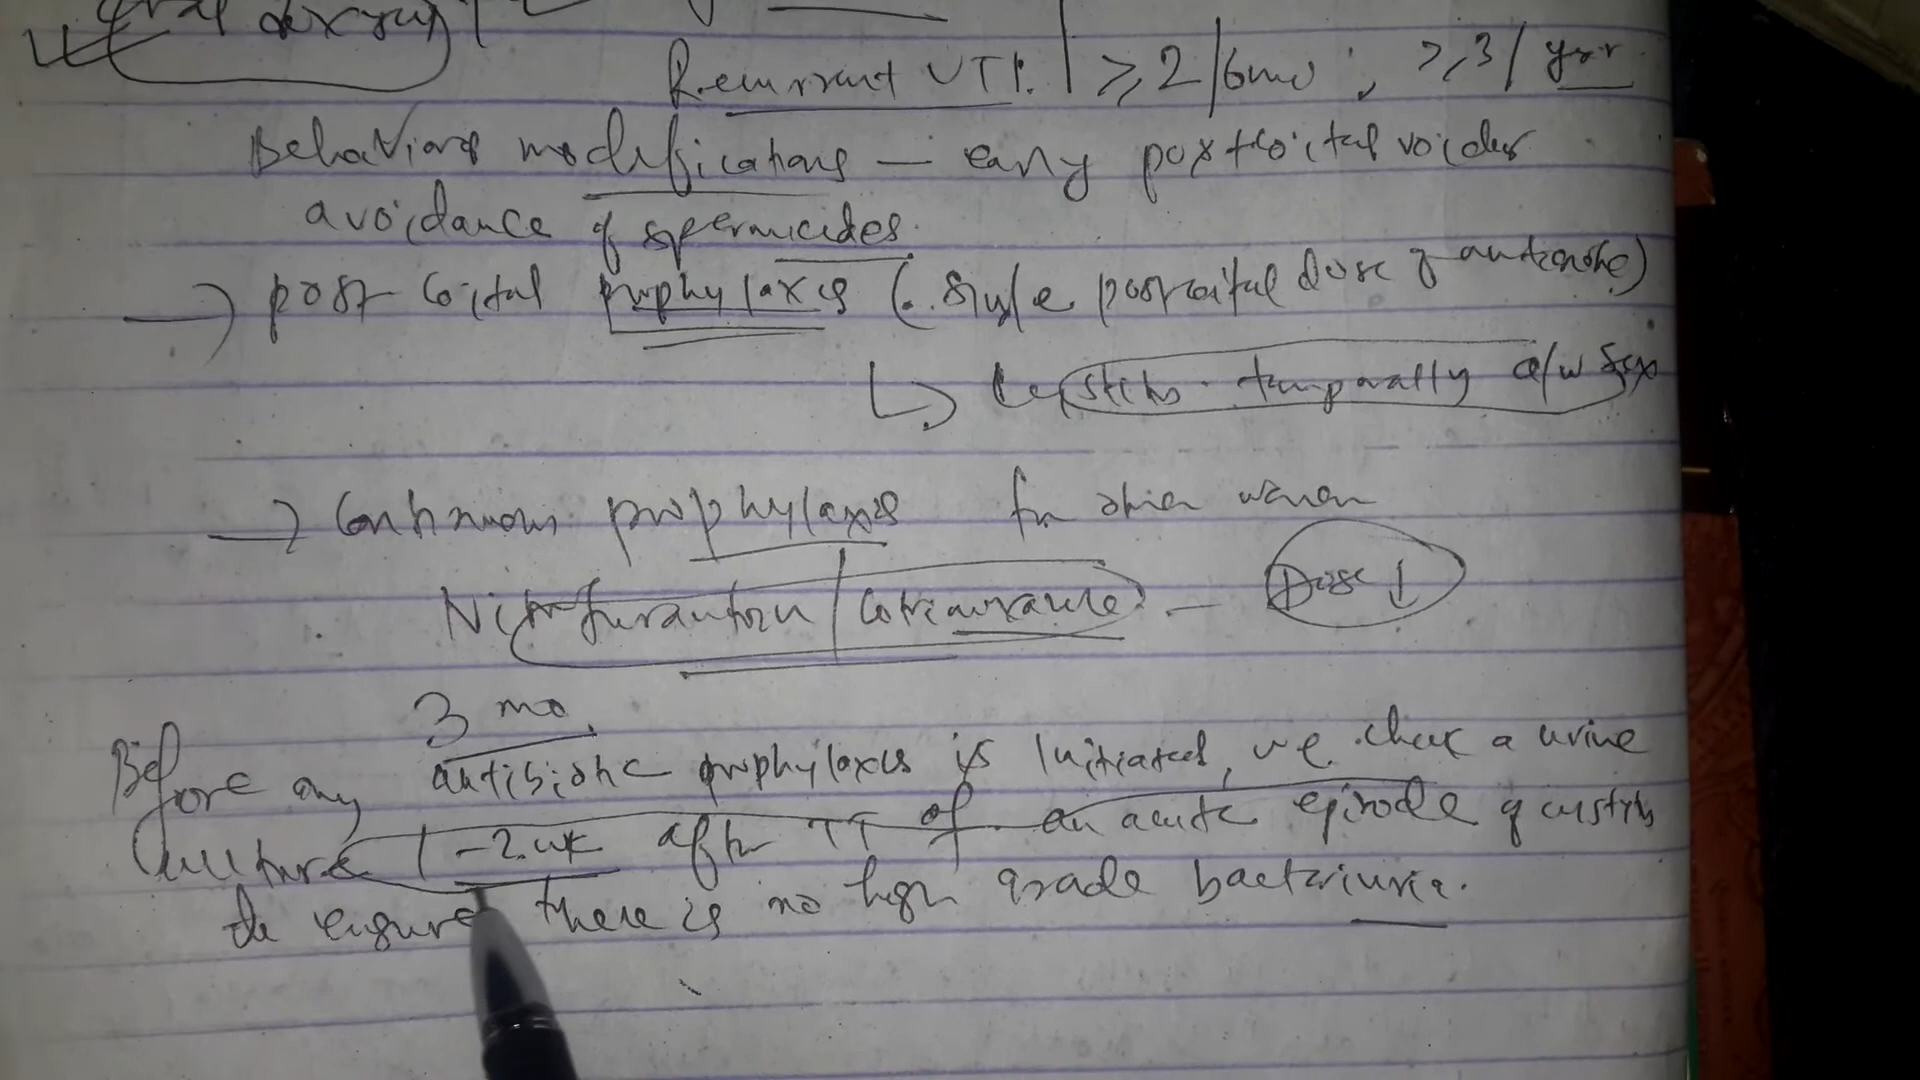 Recurrent UTI. ≥2/6mo ; ≥3/year
Behaviors modifications — early postcoital voiding
avoidance of spermicides.
→ post-coital prophylaxis (single postcoital dose of antibiotic)
↳ cystitis temporally a/w sex
→ Continuous prophylaxis for other women
Nitrofurantoin / Cotrimoxazole — Dose ↓
3 mo.
Before any antibiotic prophylaxis is initiated, we check a urine
culture 1-2 wk after TT of an acute episode of cystitis
to ensure there is no high grade bacteriuria.